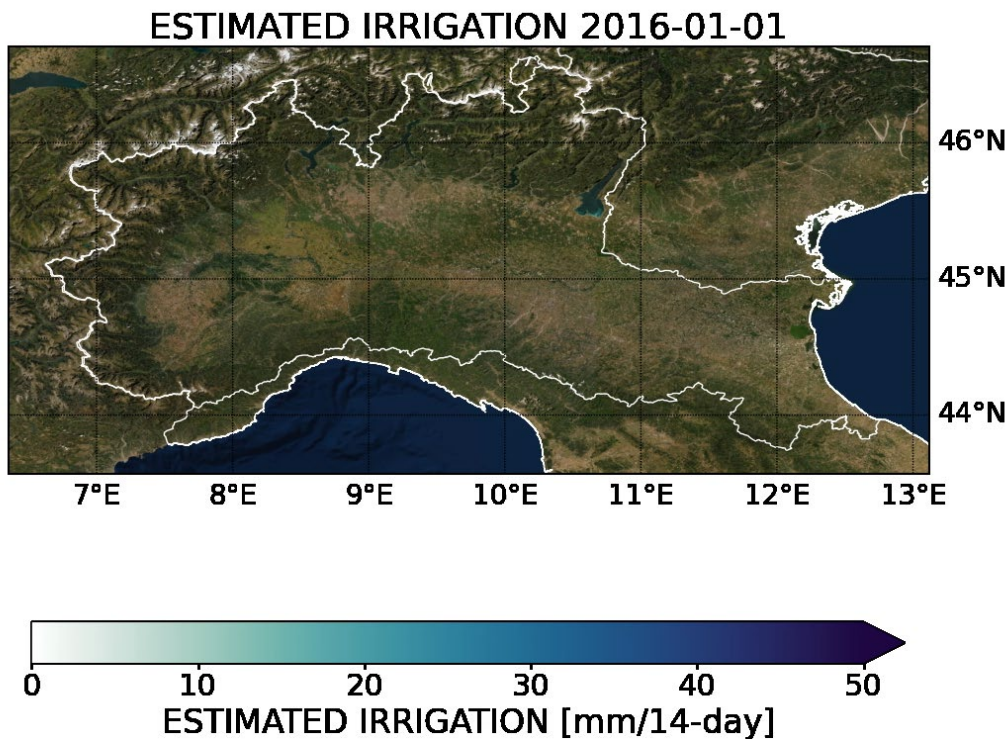 ESTIMATED IRRIGATION 2016-01-01
46°N
45°N
44°N
7°E 8°E 9°E 10°E 11°E 12°E 13°E
0 10 20 30 40 50
ESTIMATED IRRIGATION [mm/14-day]